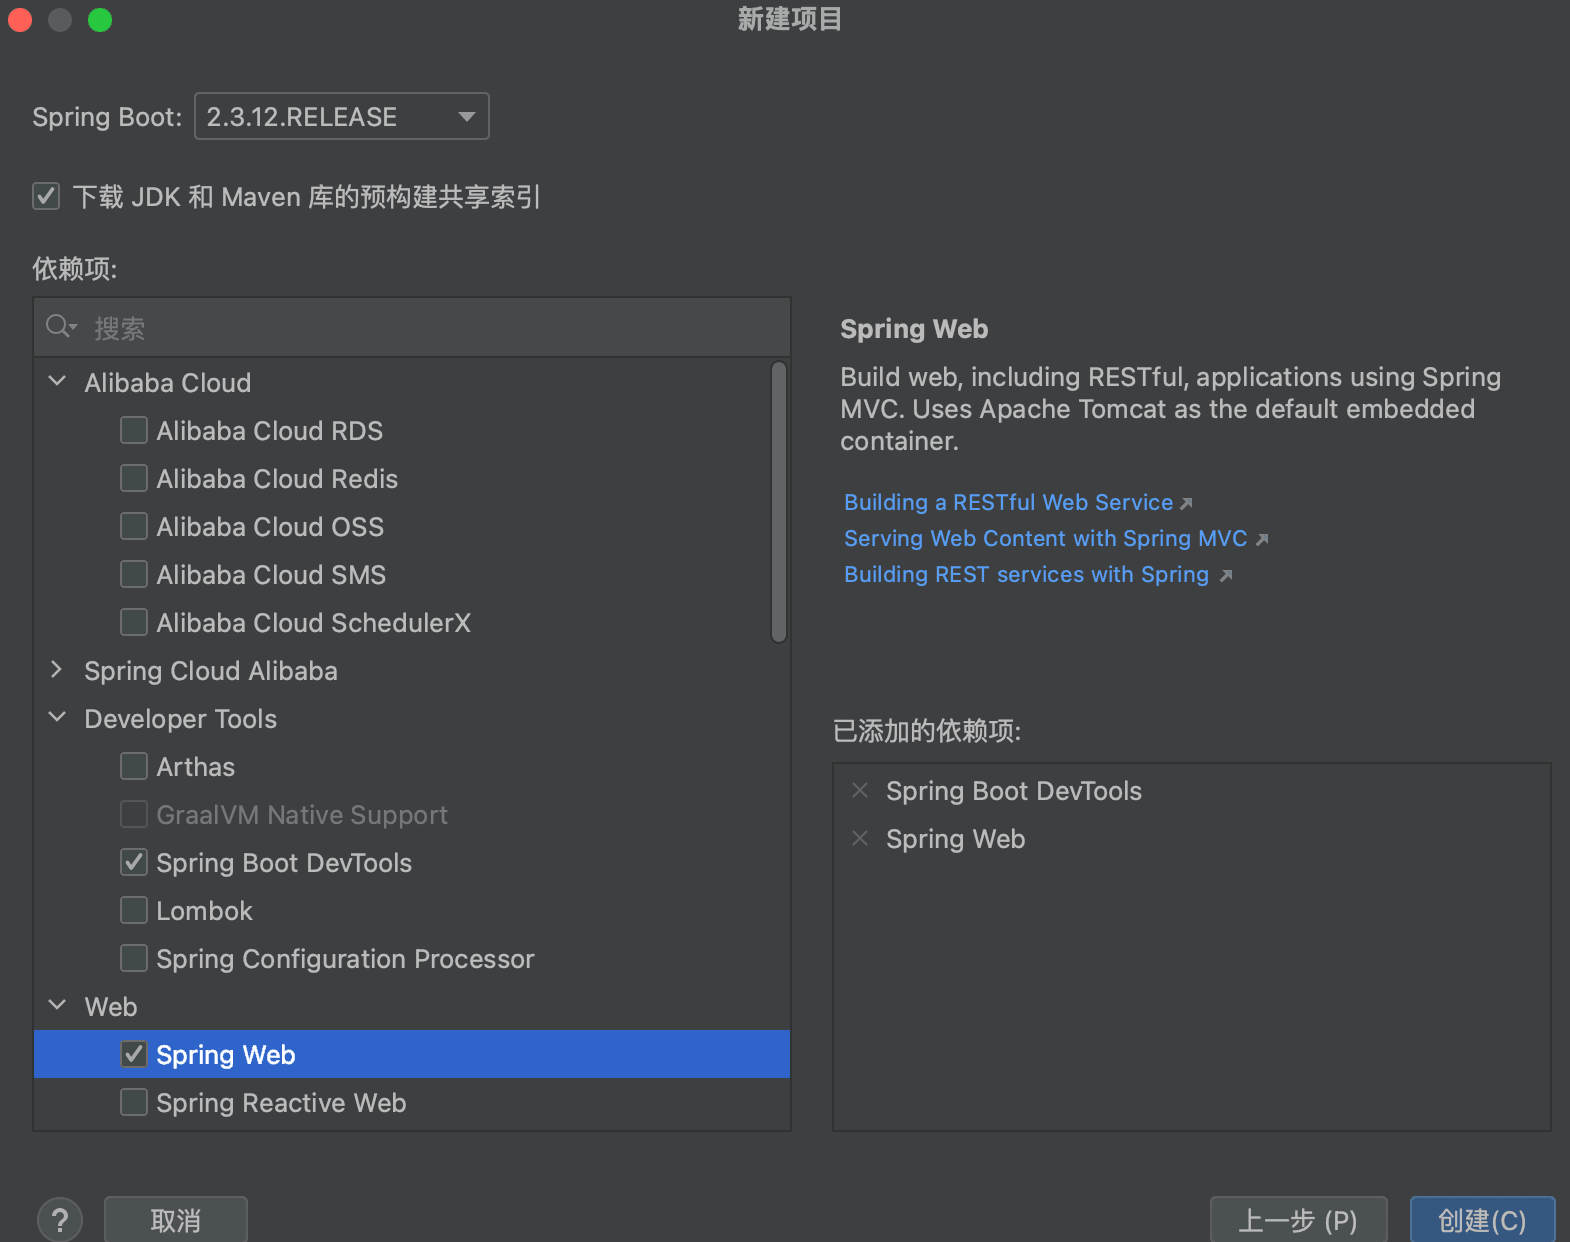 新建项目
Spring Boot: 2.3.12.RELEASE
下载 JDK 和 Maven 库的预构建共享索引
依赖项:
搜索
Alibaba Cloud
Alibaba Cloud RDS
Alibaba Cloud Redis
Alibaba Cloud OSS
Alibaba Cloud SMS
Alibaba Cloud SchedulerX
Spring Cloud Alibaba
Developer Tools
Arthas
GraalVM Native Support
Spring Boot DevTools
Lombok
Spring Configuration Processor
Web
Spring Web
Spring Reactive Web
Spring Web
Build web, including RESTful, applications using Spring
MVC. Uses Apache Tomcat as the default embedded
container.
Building a RESTful Web Service
Serving Web Content with Spring MVC
Building REST services with Spring
已添加的依赖项:
Spring Boot DevTools
Spring Web
?
取消
上一步 (P)
创建(C)